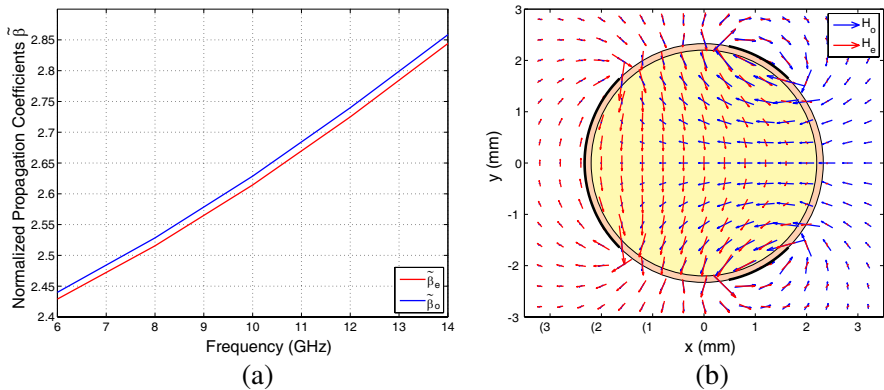 2.85
2.8
2.75
2.7
2.65
2.6
2.55
2.5
2.45
2.4
Normalized Propagation Coefficients β̃
6 7 8 9 10 11 12 13 14
Frequency (GHz)
β̃e
β̃o
(a)
3
2
1
0
-1
-2
-3
y (mm)
(3 (2 (1 0 1 2 3
x (mm)
Ho
He
(b)